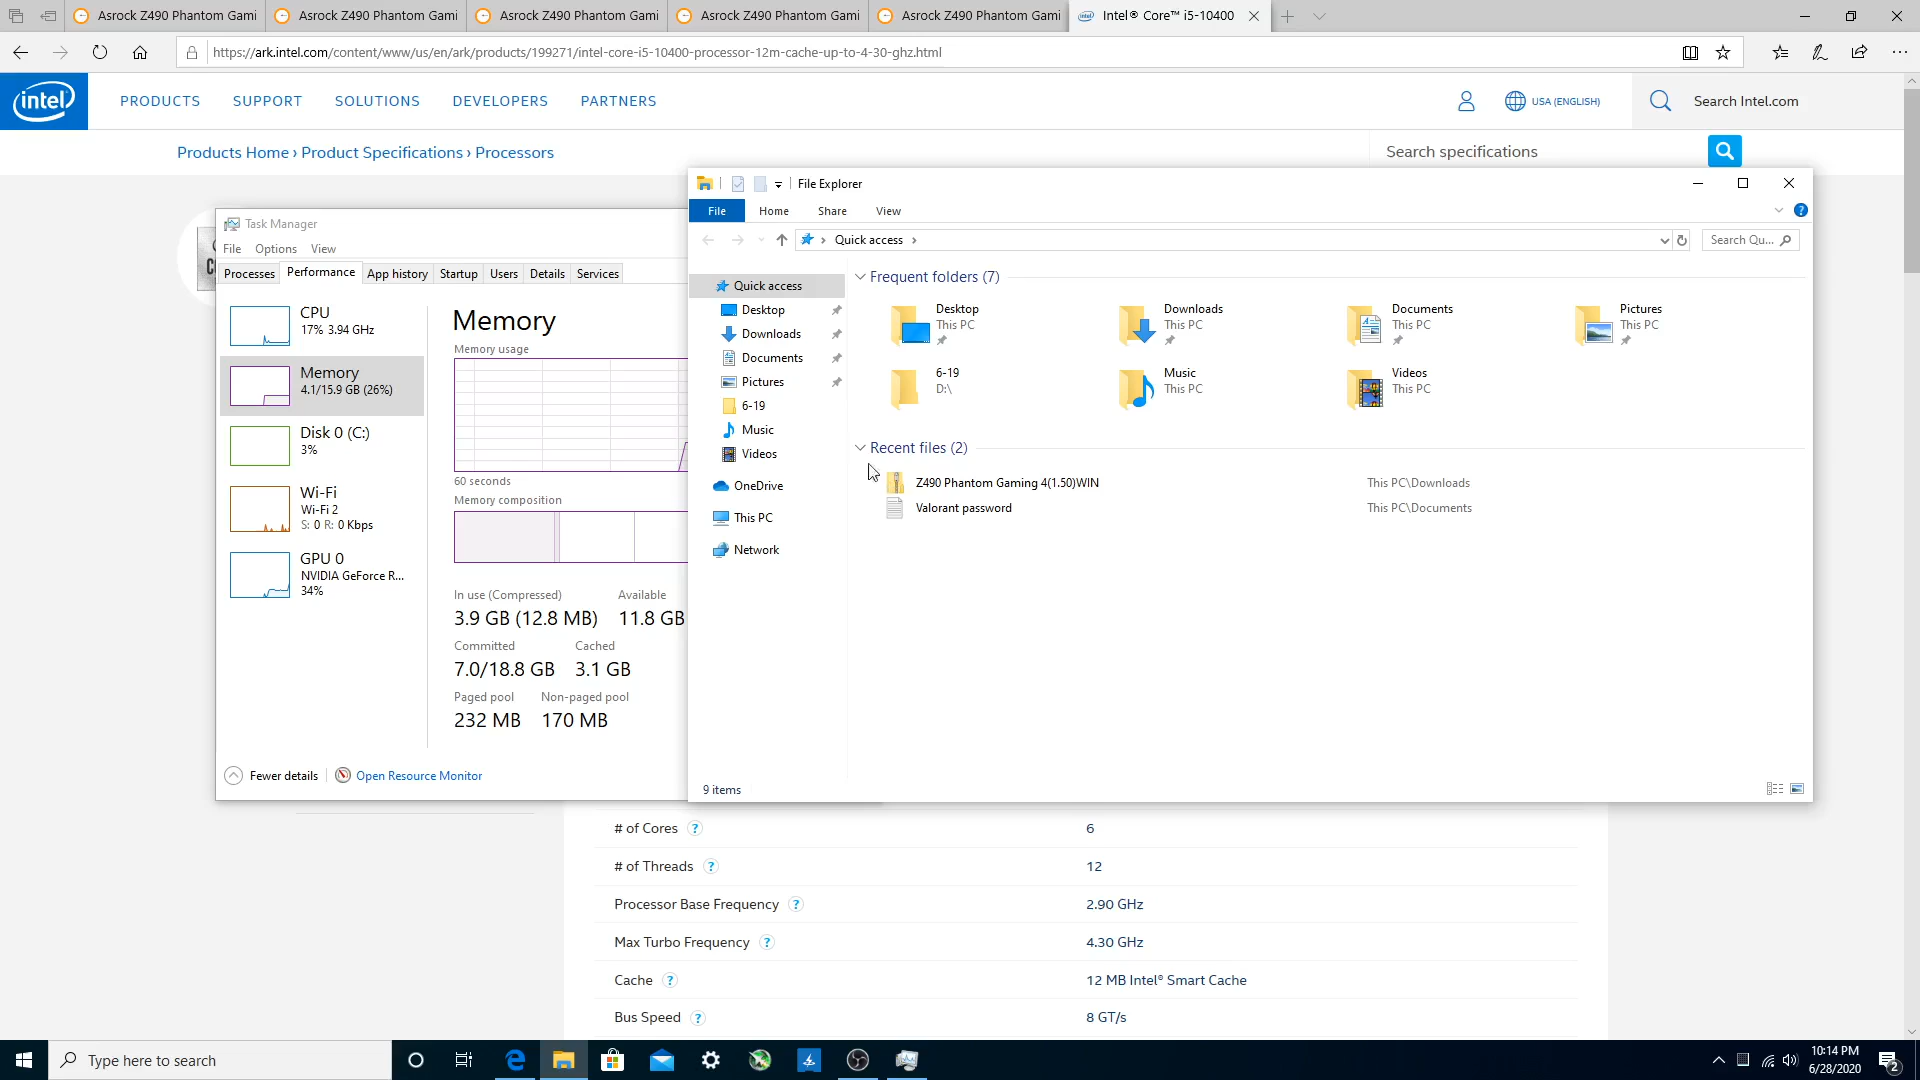 Asrock Z490 Phantom Gami
Asrock Z490 Phantom Gami
Asrock Z490 Phantom Gami
Asrock Z490 Phantom Gami
Asrock Z490 Phantom Gami
Intel® Core™ i5-10400
https://ark.intel.com/content/www/us/en/ark/products/199271/intel-core-i5-10400-processor-12m-cache-up-to-4-30-ghz.html
intel
PRODUCTS SUPPORT SOLUTIONS DEVELOPERS PARTNERS
USA (ENGLISH)
Search Intel.com
Products Home › Product Specifications › Processors
Search specifications
Task Manager
File Options View
Processes Performance App history Startup Users Details Services
CPU
17% 3.94 GHz
Memory
4.1/15.9 GB (26%)
Disk 0 (C:)
3%
Wi-Fi
Wi-Fi 2
S: 0 R: 0 Kbps
GPU 0
NVIDIA GeForce R...
34%
Memory
Memory usage
60 seconds
Memory composition
In use (Compressed) Available
3.9 GB (12.8 MB) 11.8 GB
Committed Cached
7.0/18.8 GB 3.1 GB
Paged pool Non-paged pool
232 MB 170 MB
Fewer details
Open Resource Monitor
File Explorer
File Home Share View
Quick access
Search Qu...
Quick access
Desktop
Downloads
Documents
Pictures
6-19
Music
Videos
OneDrive
This PC
Network
Frequent folders (7)
Desktop
This PC
Downloads
This PC
Documents
This PC
Pictures
This PC
6-19
D:\
Music
This PC
Videos
This PC
Recent files (2)
Z490 Phantom Gaming 4(1.50)WIN This PC\Downloads
Valorant password This PC\Documents
9 items
# of Cores ? 6
# of Threads ? 12
Processor Base Frequency ? 2.90 GHz
Max Turbo Frequency ? 4.30 GHz
Cache ? 12 MB Intel® Smart Cache
Bus Speed ? 8 GT/s
Type here to search
10:14 PM
6/28/2020
2